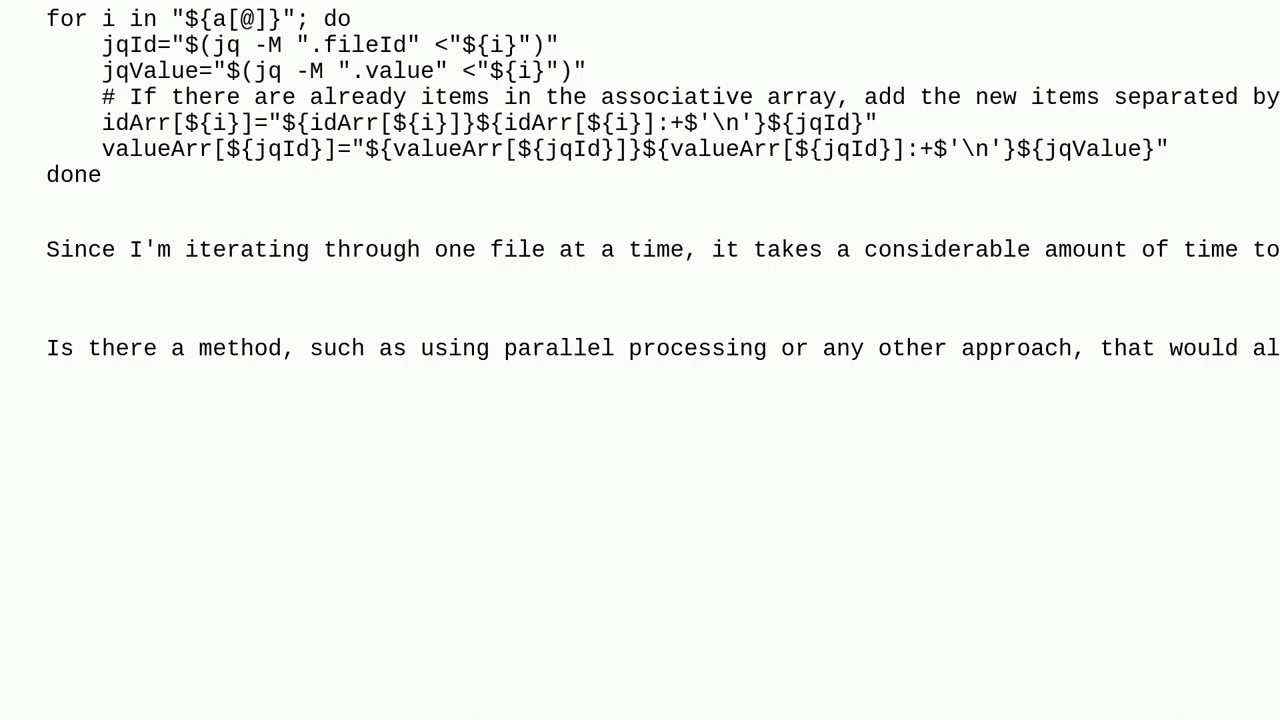 for i in "${a[@]}"; do
    jqId="$(jq -M ".fileId" <"${i}")"
    jqValue="$(jq -M ".value" <"${i}")"
    # If there are already items in the associative array, add the new items separated by
    idArr[${i}]="${idArr[${i}]}${idArr[${i}]:+$'\n'}${jqId}"
    valueArr[${jqId}]="${valueArr[${jqId}]}${valueArr[${jqId}]:+$'\n'}${jqValue}"
done
Since I'm iterating through one file at a time, it takes a considerable amount of time to
Is there a method, such as using parallel processing or any other approach, that would al